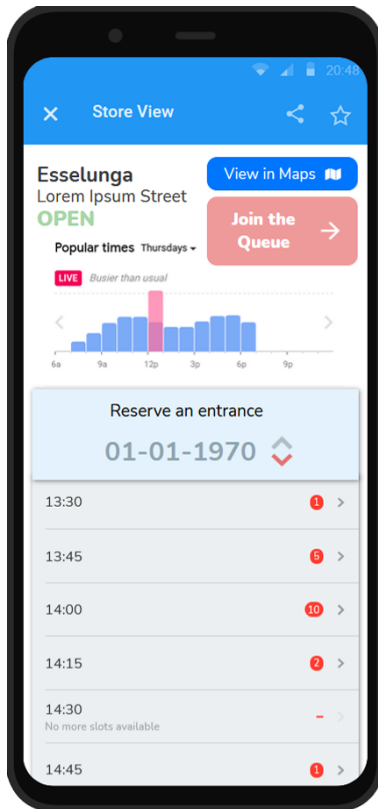 20:48
Store View
Esselunga
View in Maps
Lorem Ipsum Street
OPEN
Join the
Queue
Popular times Thursdays
LIVE Busier than usual
6a 9a 12p 3p 6p 9p
Reserve an entrance
01-01-1970
13:30 1
13:45 5
14:00 10
14:15 2
14:30 –
No more slots available
14:45 1